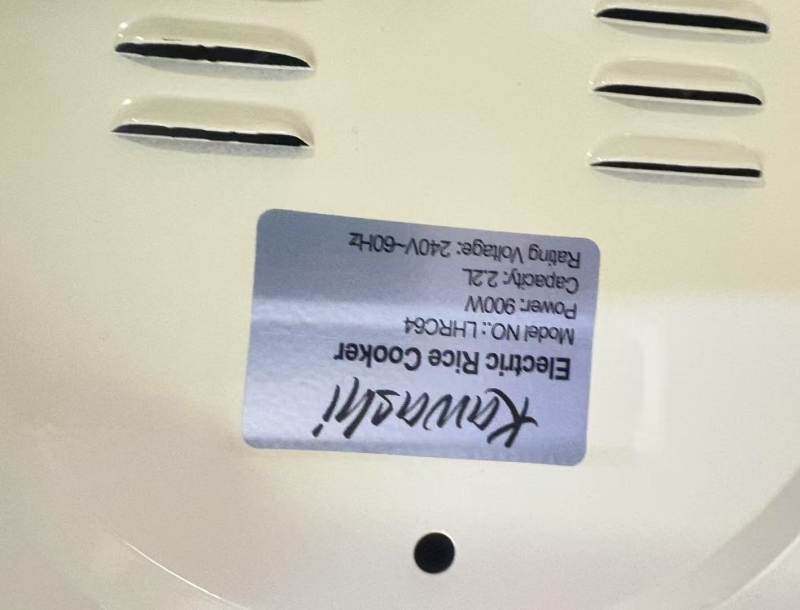 Kawashi
Electric Rice Cooker
Model NO.: LHRC64
Power: 900W
Capacity: 2.2L
Rating Voltage: 240V~60Hz